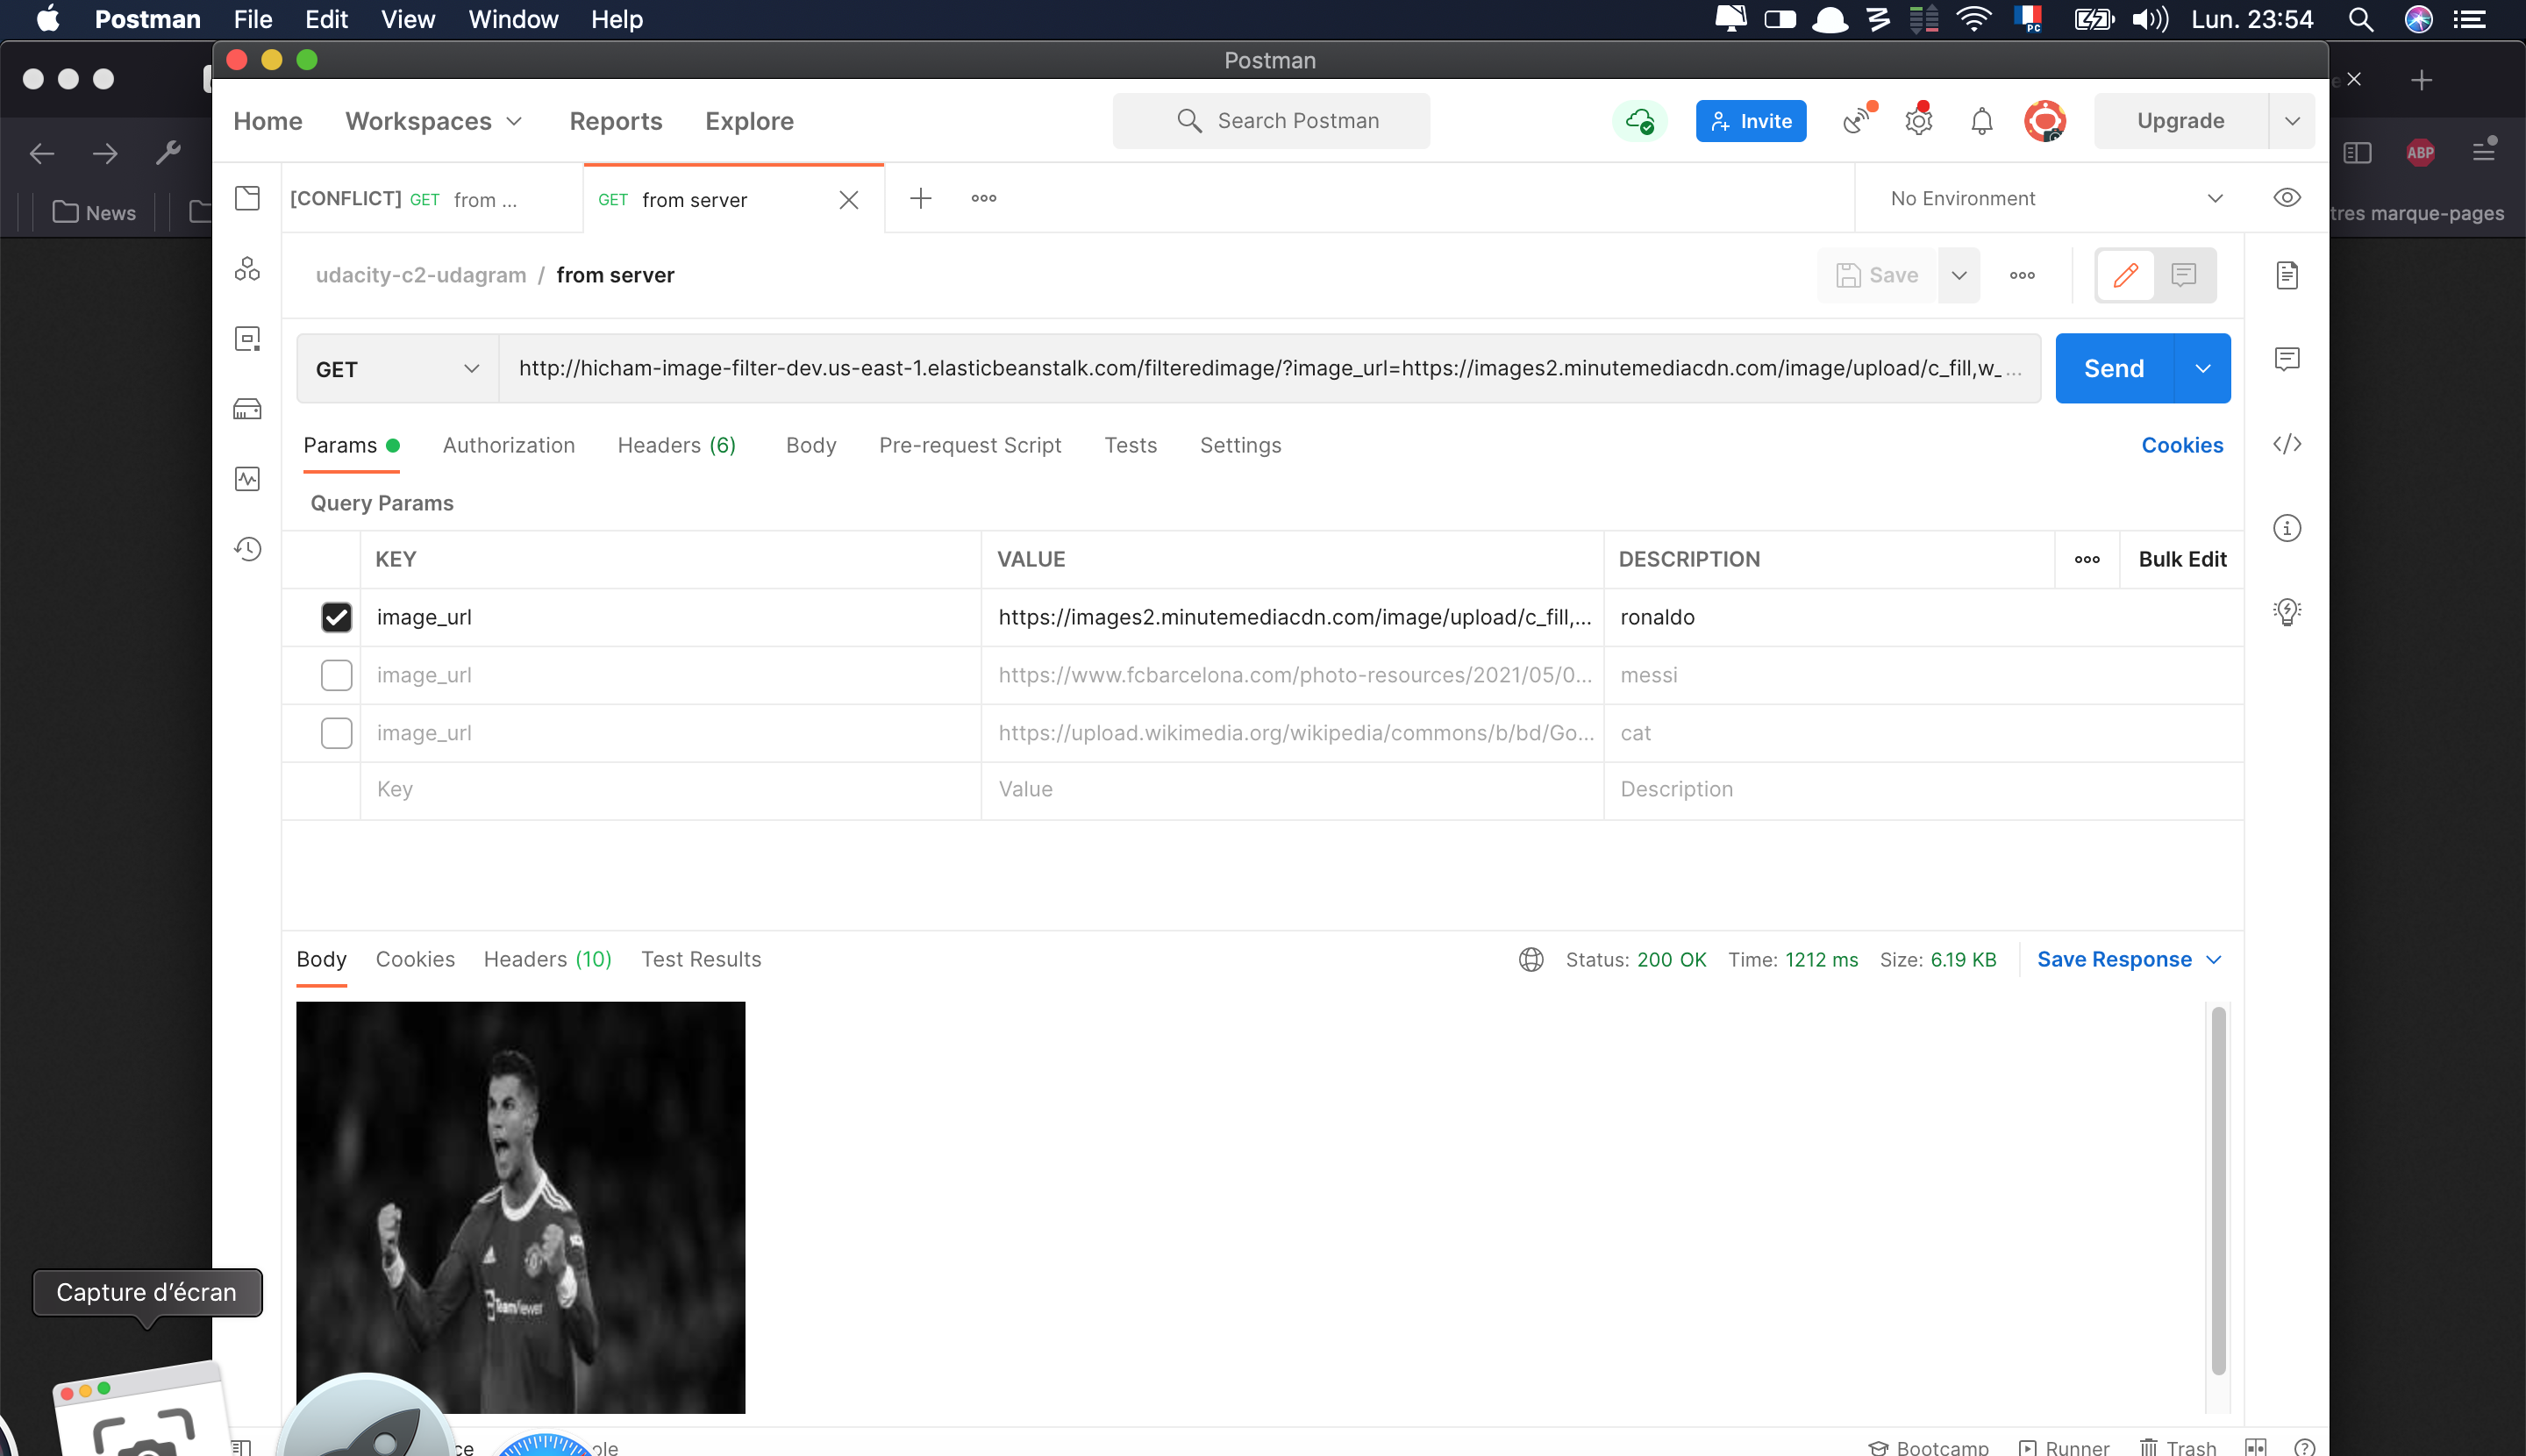 Postman File Edit View Window Help Lun. 23:54
Postman
Home Workspaces Reports Explore Search Postman Invite Upgrade
ABP
News
tres marque-pages
[CONFLICT] GET from ... GET from server No Environment
udacity-c2-udagram / from server Save
GET http://hicham-image-filter-dev.us-east-1.elasticbeanstalk.com/filteredimage/?image_url=https://images2.minutemediacdn.com/image/upload/c_fill,w_... Send
Params Authorization Headers (6) Body Pre-request Script Tests Settings Cookies
Query Params
KEY VALUE DESCRIPTION Bulk Edit
image_url https://images2.minutemediacdn.com/image/upload/c_fill,... ronaldo
image_url https://www.fcbarcelona.com/photo-resources/2021/05/0... messi
image_url https://upload.wikimedia.org/wikipedia/commons/b/bd/Go... cat
Key Value Description
Body Cookies Headers (10) Test Results Status: 200 OK Time: 1212 ms Size: 6.19 KB Save Response
TeamViewer
Capture d’écran
Bootcamp Runner Trash